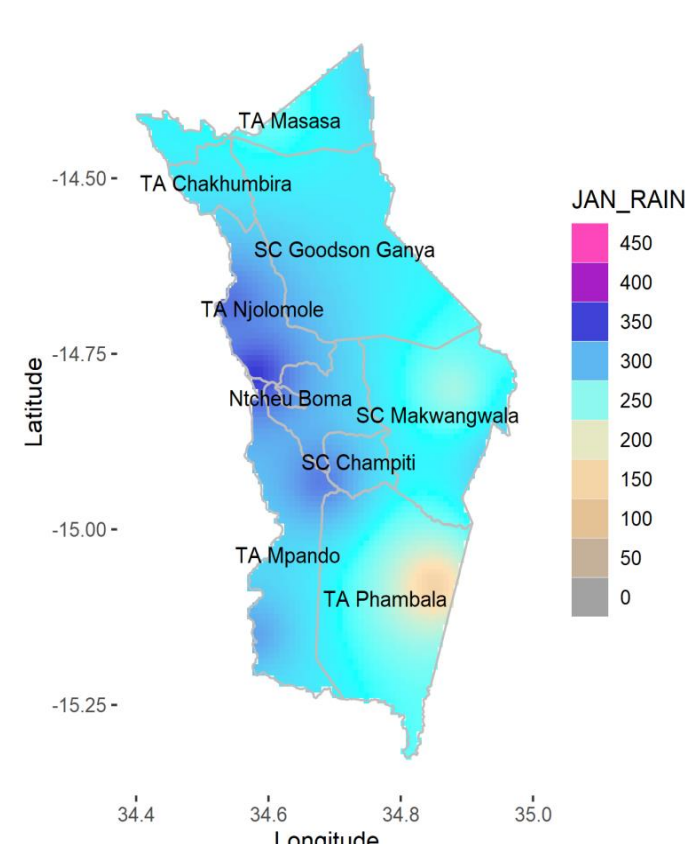 TA Masasa
-14.50
TA Chakhumbira
JAN_RAIN
450
400
350
300
250
200
150
100
50
0
SC Goodson Ganya
TA Njolomole
-14.75
Latitude
Ntcheu Boma
SC Makwangwala
SC Champiti
-15.00
TA Mpando
TA Phambala
-15.25
34.4
34.6
34.8
35.0
Longitude